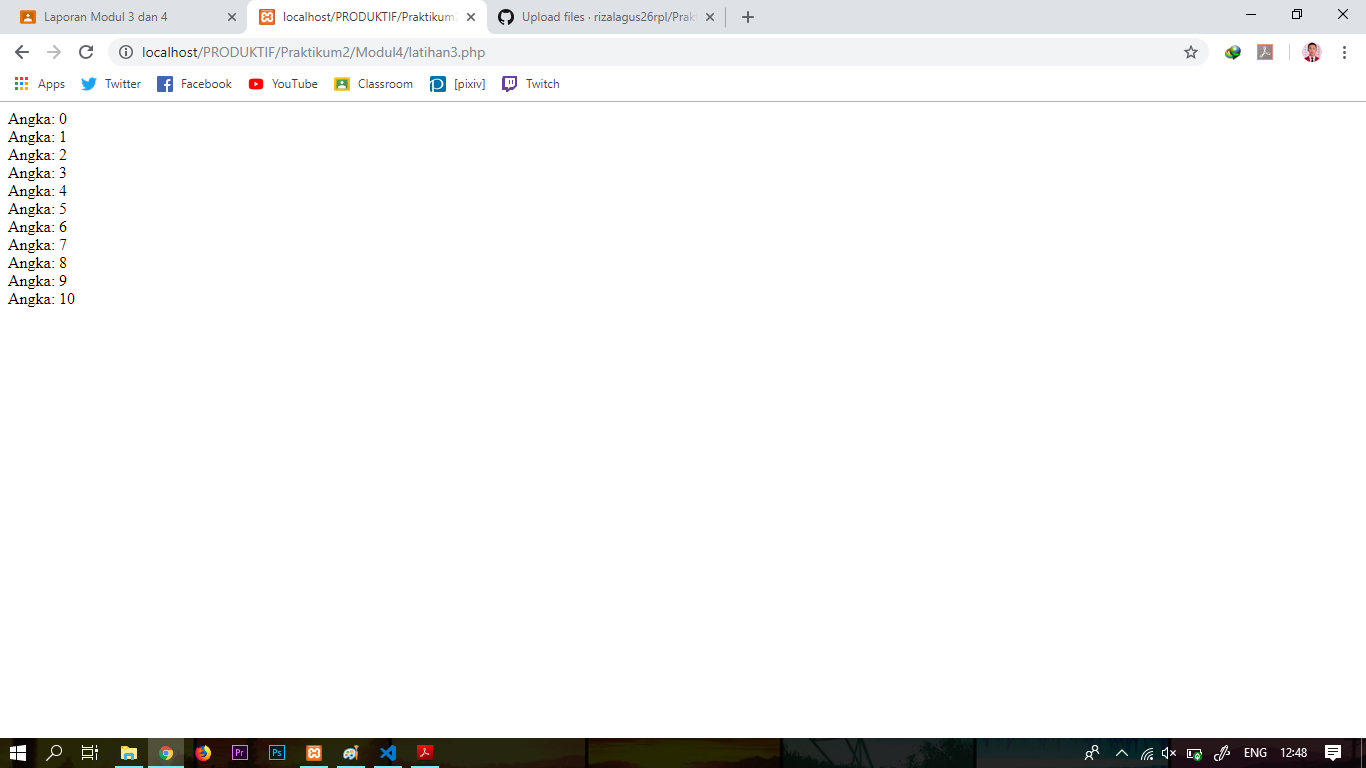 Laporan Modul 3 dan 4
localhost/PRODUKTIF/Praktikum2
Upload files · rizalagus26rpl/Prak
localhost/PRODUKTIF/Praktikum2/Modul4/latihan3.php
Apps Twitter Facebook YouTube Classroom [pixiv] Twitch
Angka: 0
Angka: 1
Angka: 2
Angka: 3
Angka: 4
Angka: 5
Angka: 6
Angka: 7
Angka: 8
Angka: 9
Angka: 10
Pr Ps ENG 12:48